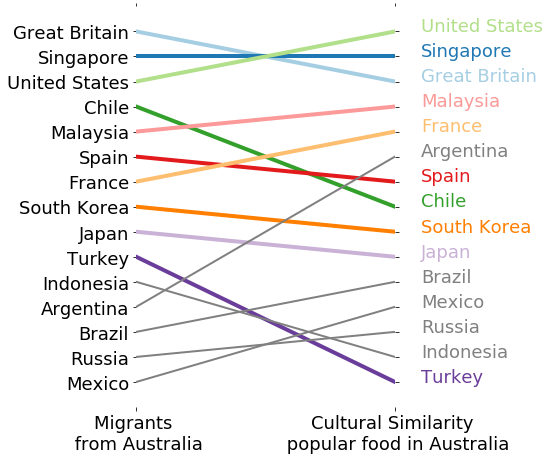 Great Britain
Singapore
United States
Chile
Malaysia
Spain
France
South Korea
Japan
Turkey
Indonesia
Argentina
Brazil
Russia
Mexico
United States
Singapore
Great Britain
Malaysia
France
Argentina
Spain
Chile
South Korea
Japan
Brazil
Mexico
Russia
Indonesia
Turkey
Migrants
from Australia
Cultural Similarity
popular food in Australia